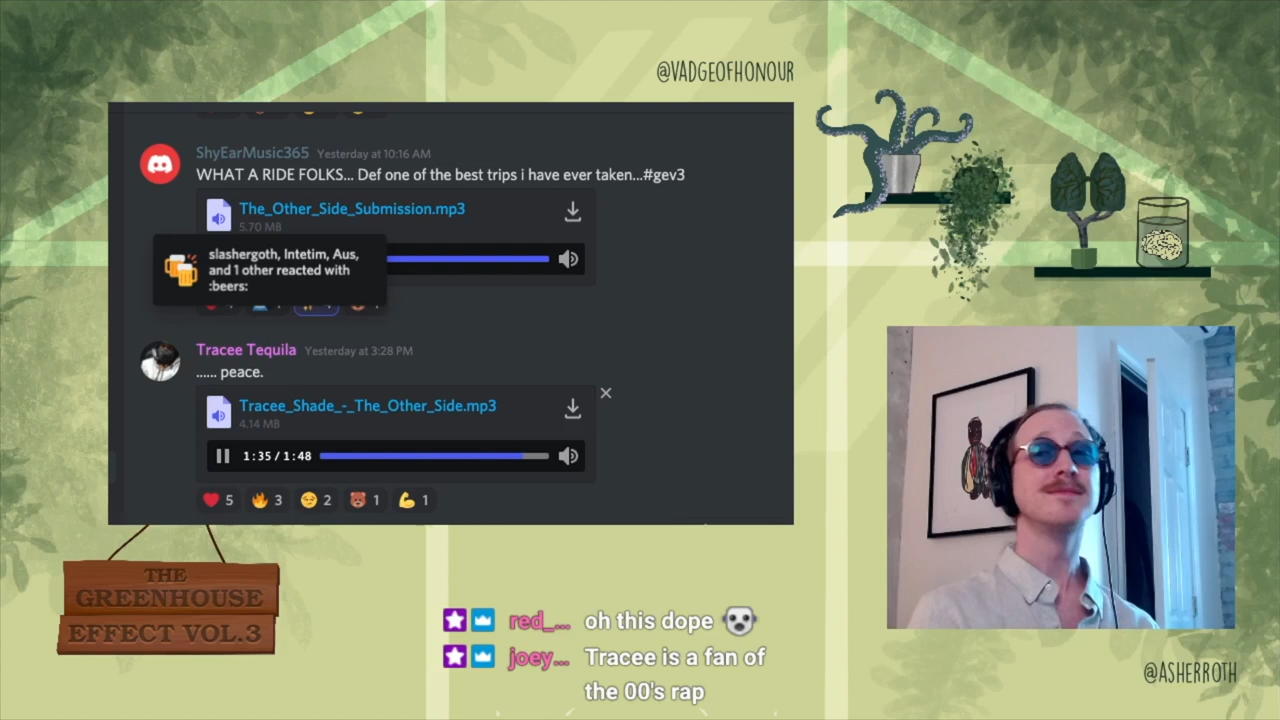 @VADGEOFHONOUR
ShyEarMusic365 Yesterday at 10:16 AM
WHAT A RIDE FOLKS... Def one of the best trips i have ever taken...#gev3
The_Other_Side_Submission.mp3
5.70 MB
slashergoth, Intetim, Aus,
and 1 other reacted with
:beers:
Tracee Tequila Yesterday at 3:28 PM
...... peace.
Tracee_Shade_-_The_Other_Side.mp3
4.14 MB
1:35 / 1:48
5 3 2 1 1
THE
GREENHOUSE
EFFECT VOL.3
red_... oh this dope
joey... Tracee is a fan of
the 00's rap
@ASHERROTH